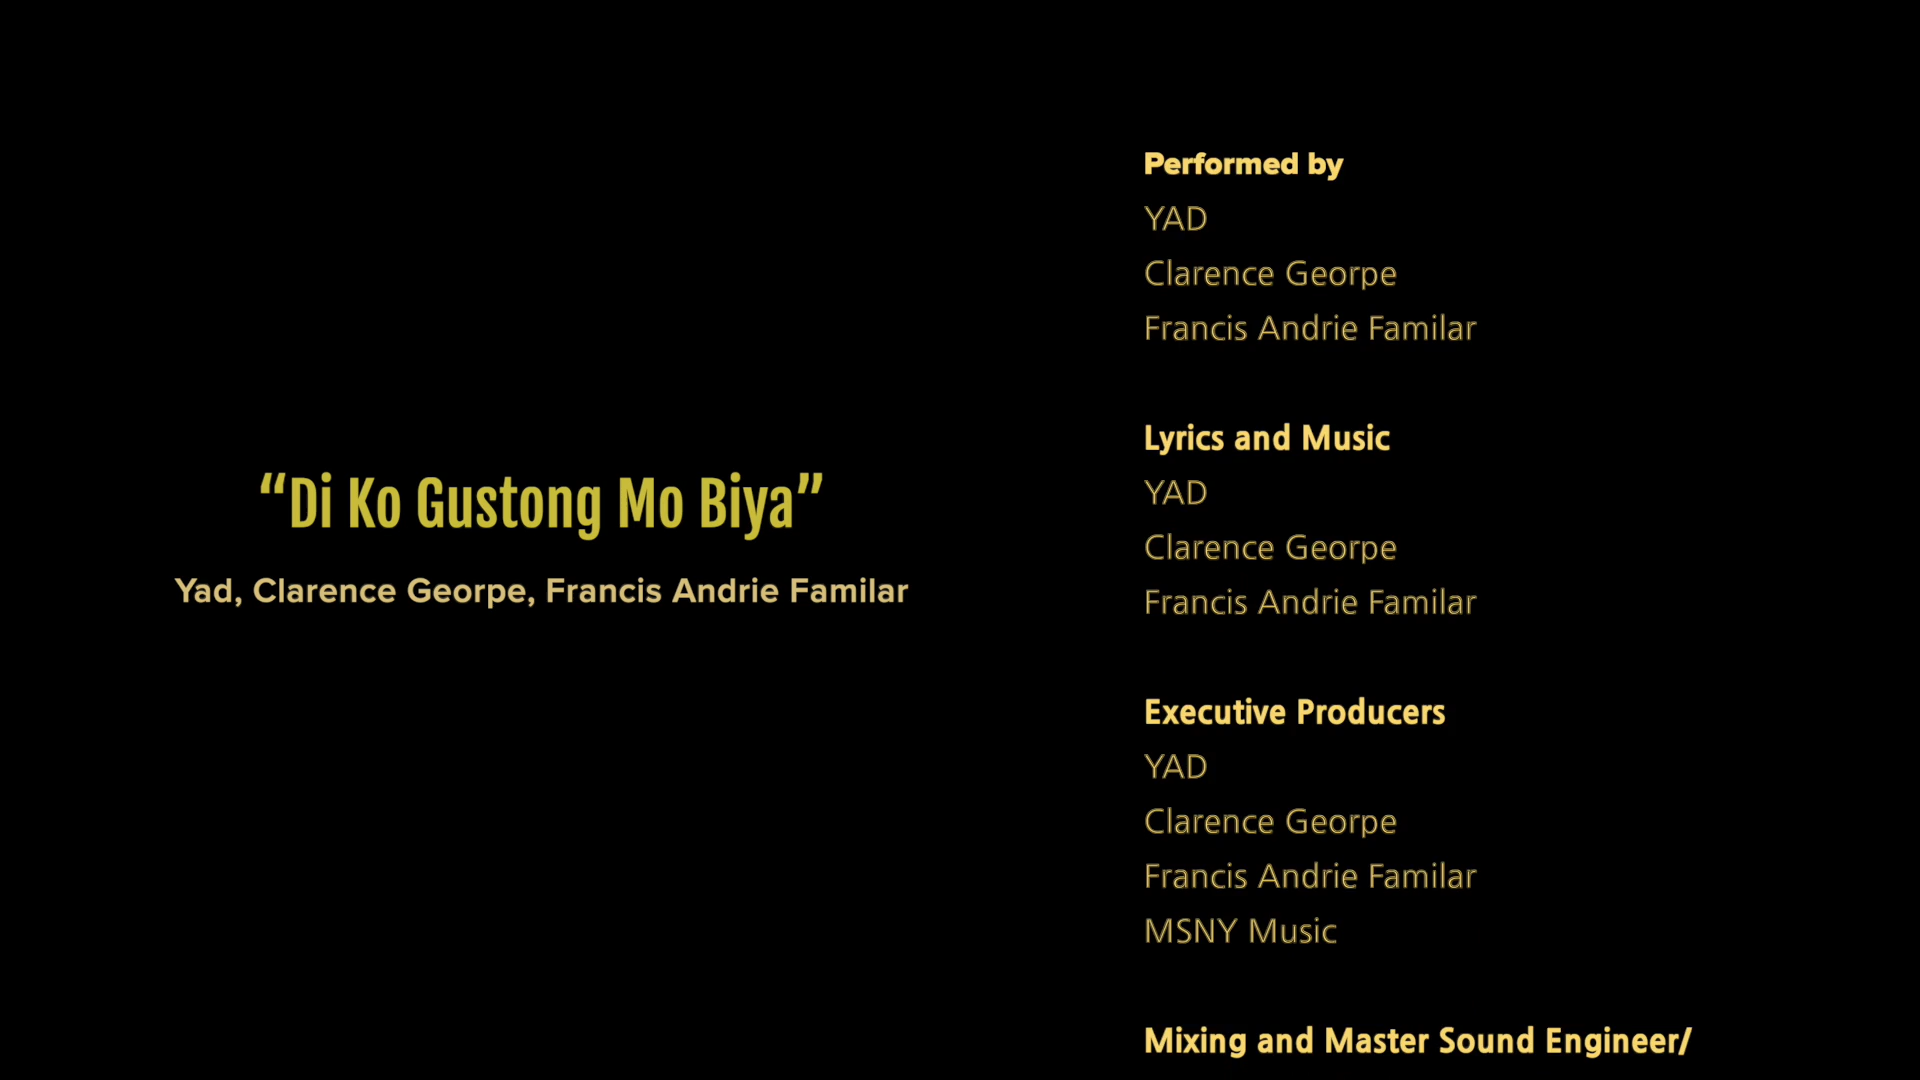 “Di Ko Gustong Mo Biya”
Yad, Clarence Georpe, Francis Andrie Familar
Performed by
YAD
Clarence Georpe
Francis Andrie Familar
Lyrics and Music
YAD
Clarence Georpe
Francis Andrie Familar
Executive Producers
YAD
Clarence Georpe
Francis Andrie Familar
MSNY Music
Mixing and Master Sound Engineer/